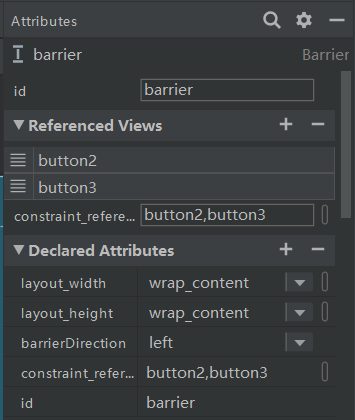 Attributes
barrier Barrier
id barrier
Referenced Views
button2
button3
constraint_refere... button2,button3
Declared Attributes
layout_width wrap_content
layout_height wrap_content
barrierDirection left
constraint_refer... button2,button3
id barrier